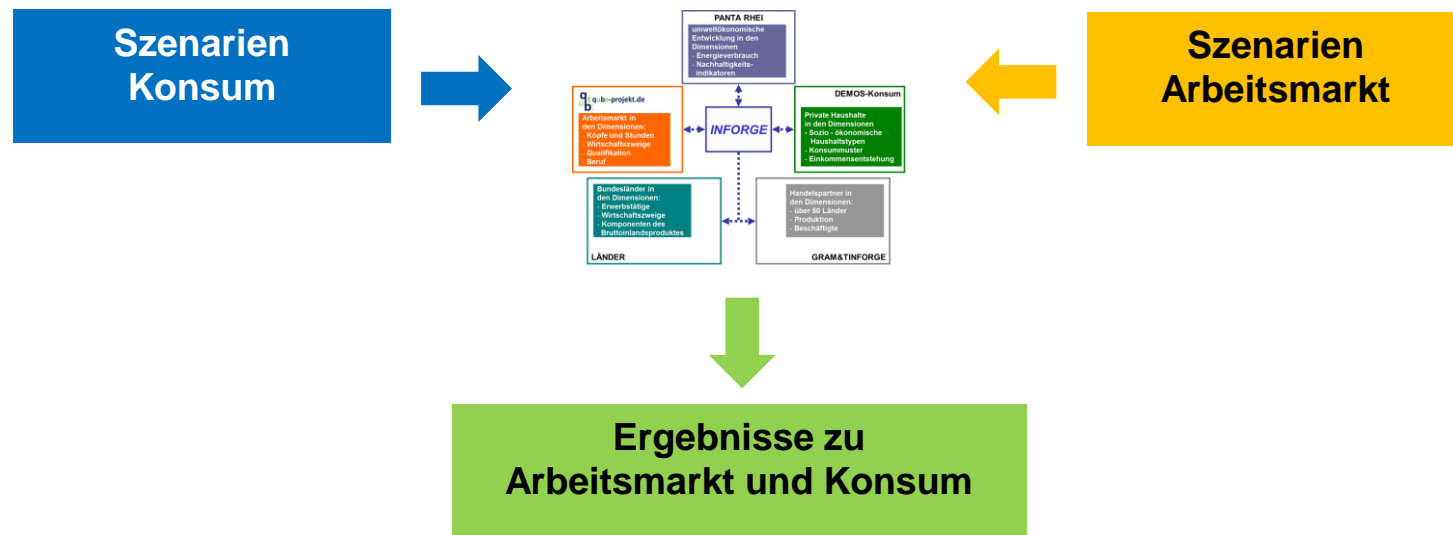 Szenarien
Konsum
PANTA RHEI
umweltökonomische
Entwicklung in den
Dimensionen
- Energieverbrauch
- Nachhaltigkeits-
indikatoren
Szenarien
Arbeitsmarkt
qube-projekt.de
Arbeitsmarkt in
den Dimensionen:
- Köpfe und Stunden
- Wirtschaftszweige
- Qualifikation
- Beruf
INFORGE
DEMOS-Konsum
Private Haushalte
in den Dimensionen
- Sozio - ökonomische
Haushaltstypen
- Konsummuster
- Einkommensentstehung
Bundesländer in
den Dimensionen:
- Erwerbstätige
- Wirtschaftszweige
- Komponenten des
Bruttoinlandsproduktes
LÄNDER
Handelspartner in
den Dimensionen:
- über 50 Länder
- Produktion
- Beschäftigte
GRAM&TINFORGE
Ergebnisse zu
Arbeitsmarkt und Konsum